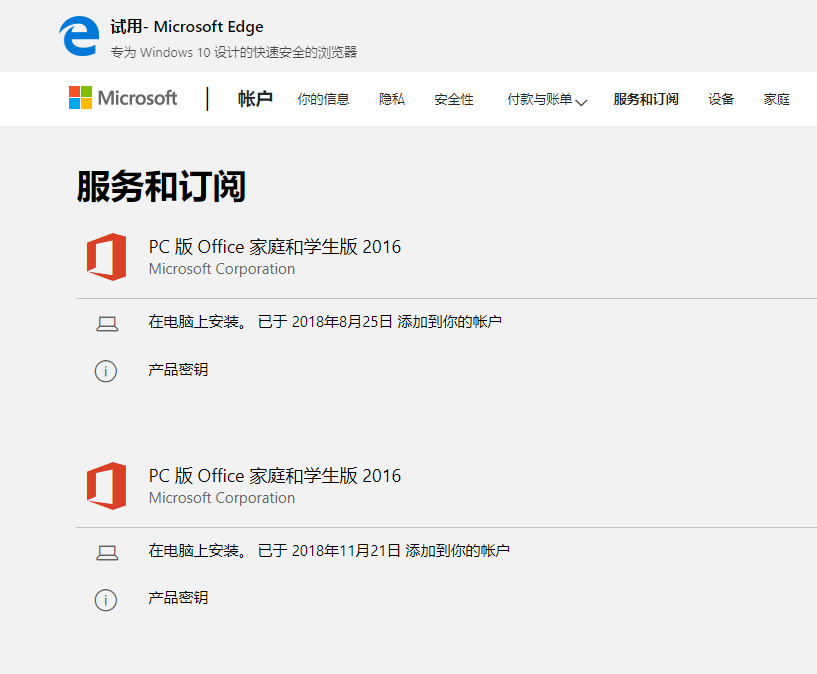 试用- Microsoft Edge
专为 Windows 10 设计的快速安全的浏览器
Microsoft | 帐户 你的信息 隐私 安全性 付款与账单 服务和订阅 设备 家庭
服务和订阅
PC 版 Office 家庭和学生版 2016
Microsoft Corporation
在电脑上安装。 已于 2018年8月25日 添加到你的帐户
产品密钥
PC 版 Office 家庭和学生版 2016
Microsoft Corporation
在电脑上安装。 已于 2018年11月21日 添加到你的帐户
产品密钥